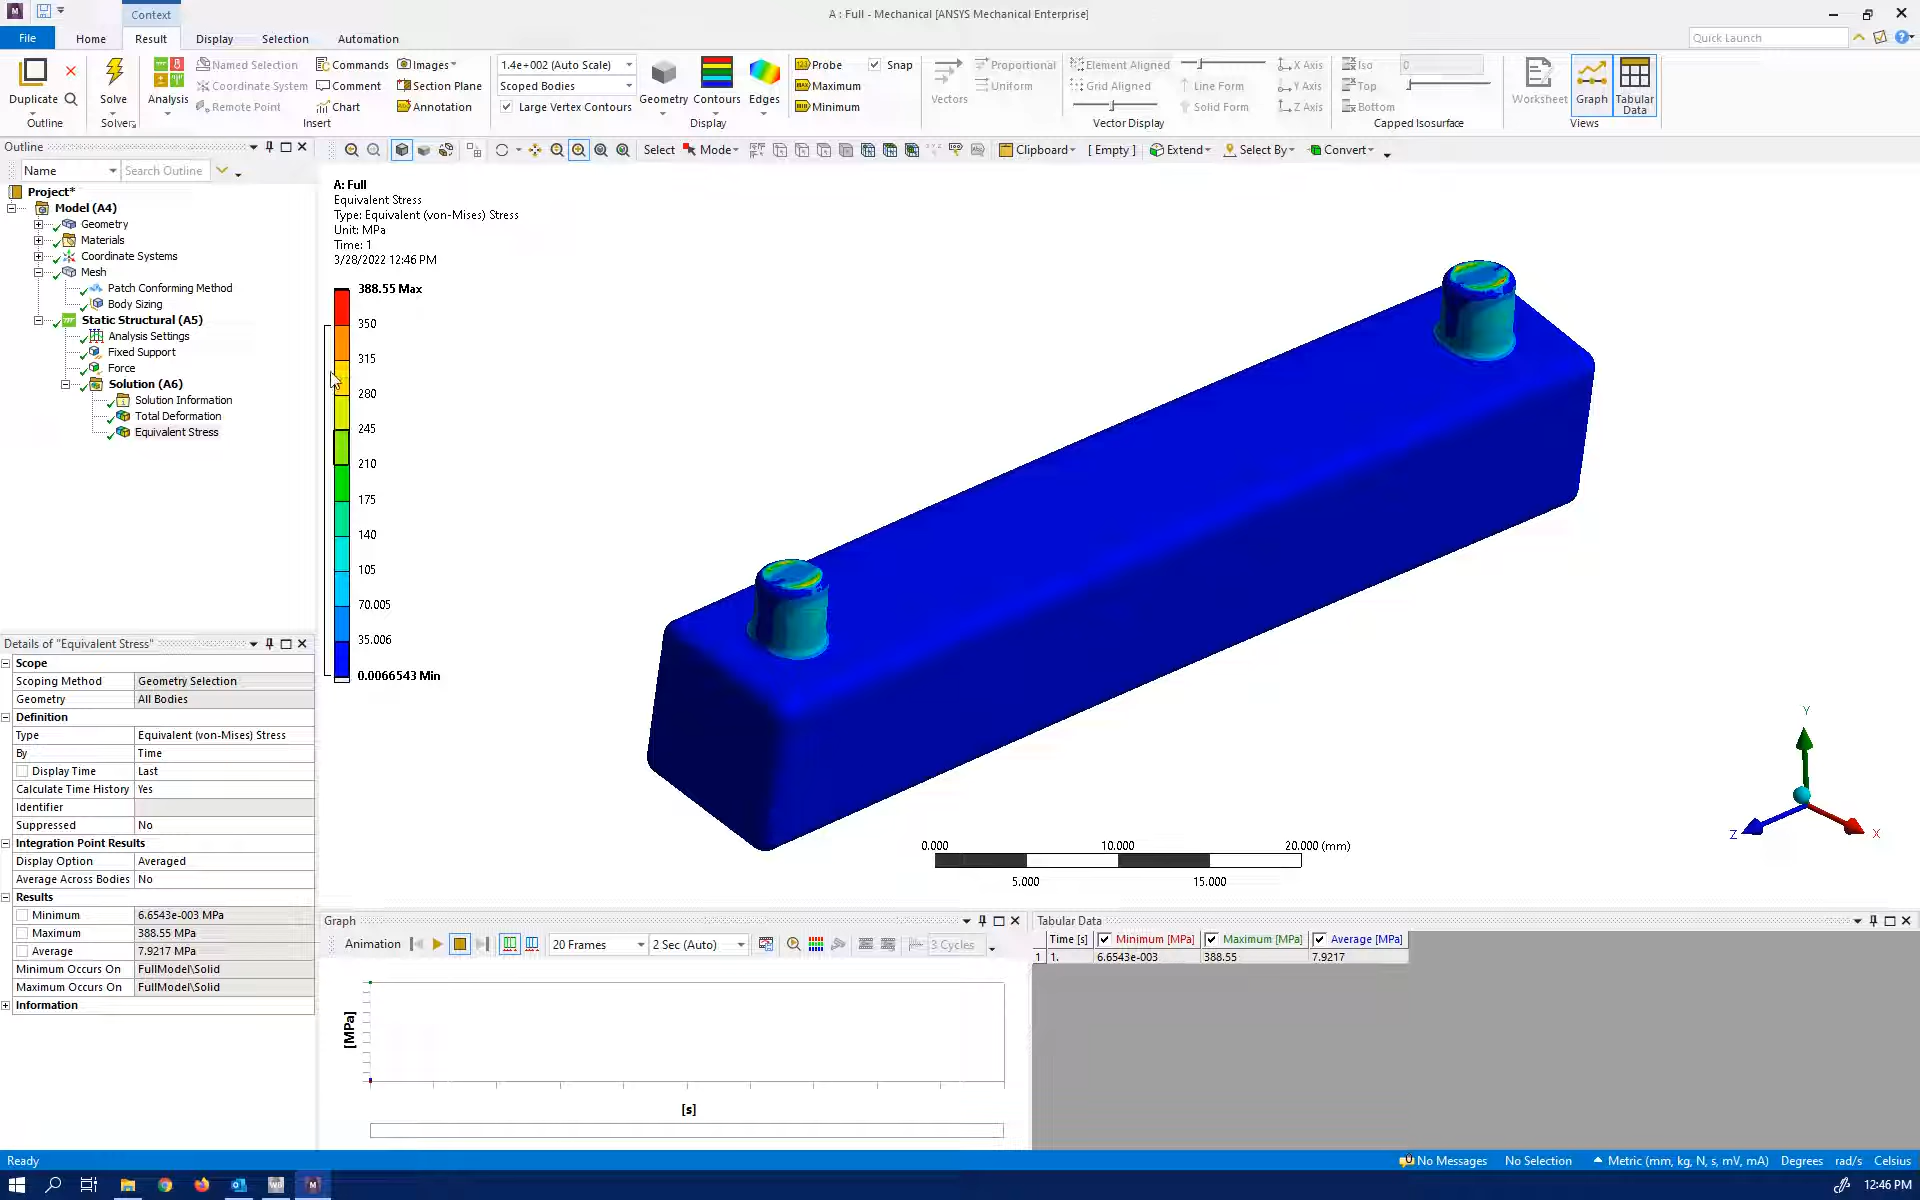 Context
A : Full - Mechanical [ANSYS Mechanical Enterprise]
File Home Result Display Selection Automation
Quick Launch
Duplicate
Outline
Solve
Solver
Analysis
Named Selection
Coordinate System
Remote Point
Commands
Comment
Chart
Images
Section Plane
Annotation
Insert
1.4e+002 (Auto Scale)
Scoped Bodies
Large Vertex Contours
Geometry
Contours
Edges
Display
Probe
Maximum
Minimum
Snap
Vectors
Proportional
Uniform
Element Aligned
Grid Aligned
Line Form
Solid Form
X Axis
Y Axis
Z Axis
Vector Display
Iso
Top
Bottom
0
Capped Isosurface
Worksheet
Graph
Tabular
Data
Views
Outline
Name
Search Outline
Select Mode Clipboard [ Empty ] Extend Select By Convert
Project*
Model (A4)
Geometry
Materials
Coordinate Systems
Mesh
Patch Conforming Method
Body Sizing
Static Structural (A5)
Analysis Settings
Fixed Support
Force
Solution (A6)
Solution Information
Total Deformation
Equivalent Stress
A: Full
Equivalent Stress
Type: Equivalent (von-Mises) Stress
Unit: MPa
Time: 1
3/28/2022 12:46 PM
388.55 Max
350
315
280
245
210
175
140
105
70.005
35.006
0.0066543 Min
Y
Z
X
0.000 10.000 20.000 (mm)
5.000 15.000
Details of "Equivalent Stress"
Scope
Scoping Method Geometry Selection
Geometry All Bodies
Definition
Type Equivalent (von-Mises) Stress
By Time
Display Time Last
Calculate Time History Yes
Identifier
Suppressed No
Integration Point Results
Display Option Averaged
Average Across Bodies No
Results
Minimum 6.6543e-003 MPa
Maximum 388.55 MPa
Average 7.9217 MPa
Minimum Occurs On FullModel\Solid
Maximum Occurs On FullModel\Solid
Information
Graph
Animation 20 Frames 2 Sec (Auto) 3 Cycles
[MPa]
[s]
Tabular Data
Time [s] Minimum [MPa] Maximum [MPa] Average [MPa]
1 1. 6.6543e-003 388.55 7.9217
Ready No Messages No Selection Metric (mm, kg, N, s, mV, mA) Degrees rad/s Celsius
12:46 PM